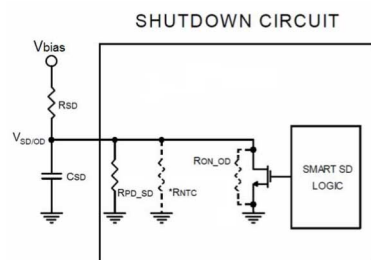 SHUTDOWN CIRCUIT
Vbias
RSD
VSD/OD
CSD
RPD_SD
*RNTC
RON_OD
SMART SD
LOGIC